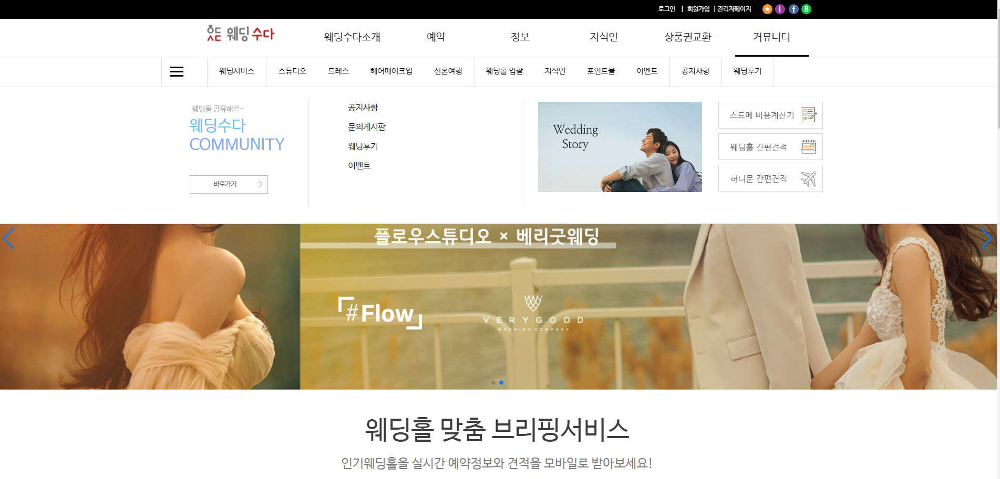 로그인 | 회원가입 | 관리자페이지
웨딩수다
웨딩수다소개 예약 정보 지식인 상품권교환 커뮤니티
웨딩서비스 스튜디오 드레스 헤어메이크업 신혼여행 웨딩홀 입찰 지식인 포인트몰 이벤트 공지사항 웨딩후기
웨딩을 공유해요~
웨딩수다
COMMUNITY
바로가기
공지사항
문의게시판
웨딩후기
이벤트
Wedding
Story
스드메 비용계산기
웨딩홀 간편견적
허니문 간편견적
플로우스튜디오 × 베리굿웨딩
#Flow
VERYGOOD
WEDDING COMPANY
웨딩홀 맞춤 브리핑서비스
인기웨딩홀을 실시간 예약정보와 견적을 모바일로 받아보세요!